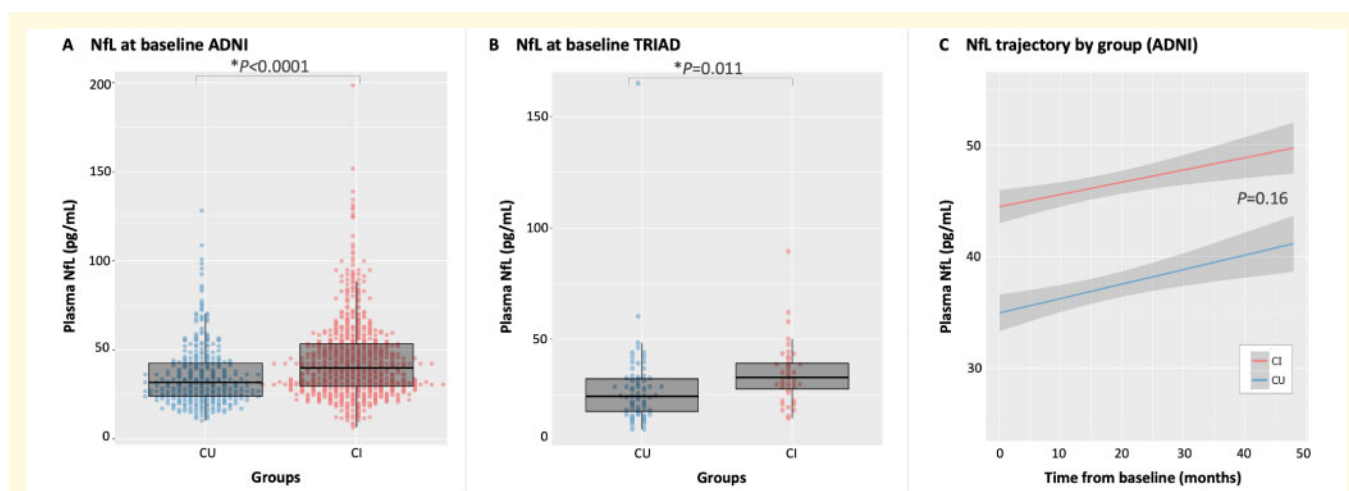 A NfL at baseline ADNI
*P<0.0001
Plasma NfL (pg/mL)
200
150
100
50
0
CU
CI
Groups
B NfL at baseline TRIAD
*P=0.011
Plasma NfL (pg/mL)
150
100
50
0
CU
CI
Groups
C NfL trajectory by group (ADNI)
Plasma NfL (pg/mL)
50
40
30
P=0.16
CI
CU
0 10 20 30 40 50
Time from baseline (months)